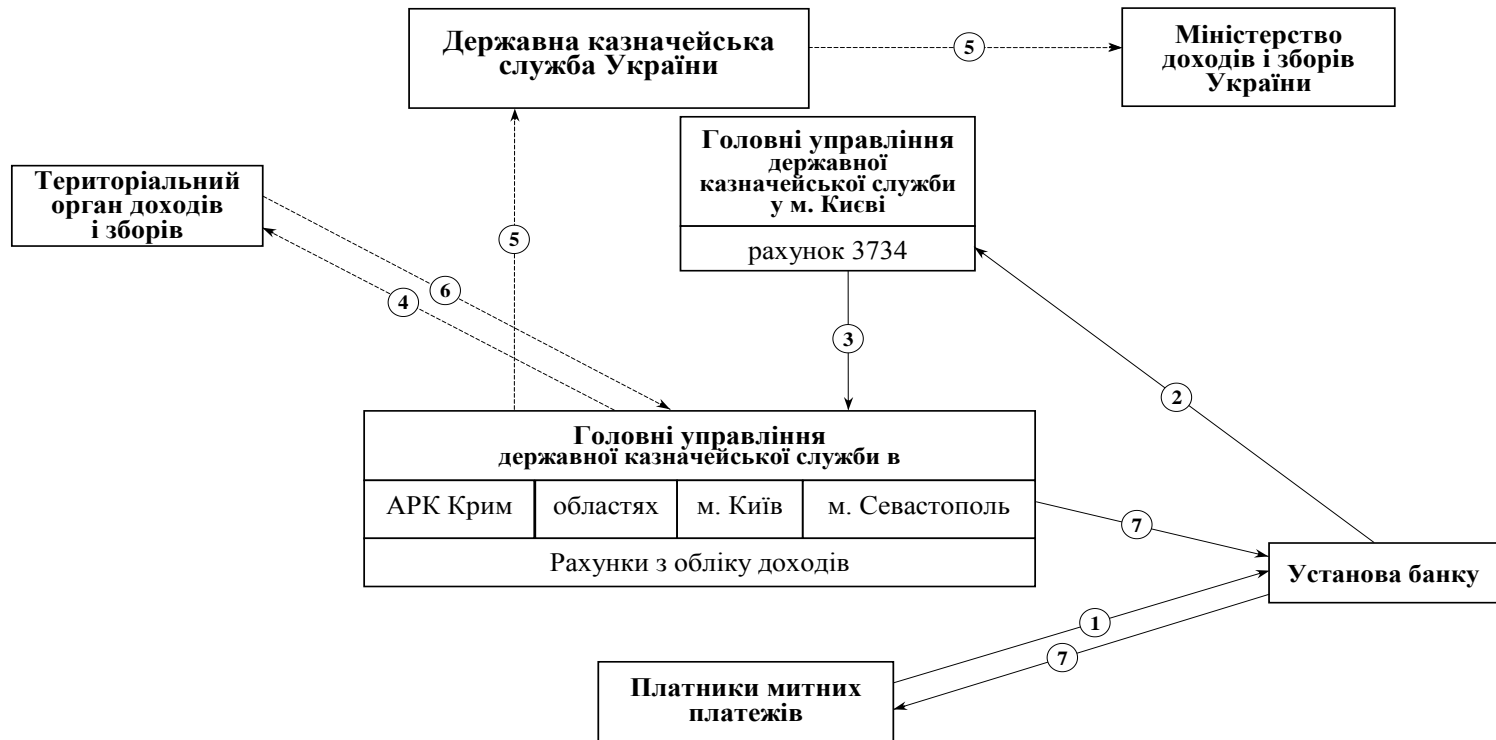 Державна казначейська
служба України
5
Міністерство
доходів і зборів
України
Головні управління
державної
казначейської служби
у м. Києві
рахунок 3734
Територіальний
орган доходів
і зборів
5
6
4
3
2
Головні управління
державної казначейської служби в
АРК Крим
областях
м. Київ
м. Севастополь
Рахунки з обліку доходів
7
Установа банку
1
7
Платники митних
платежів